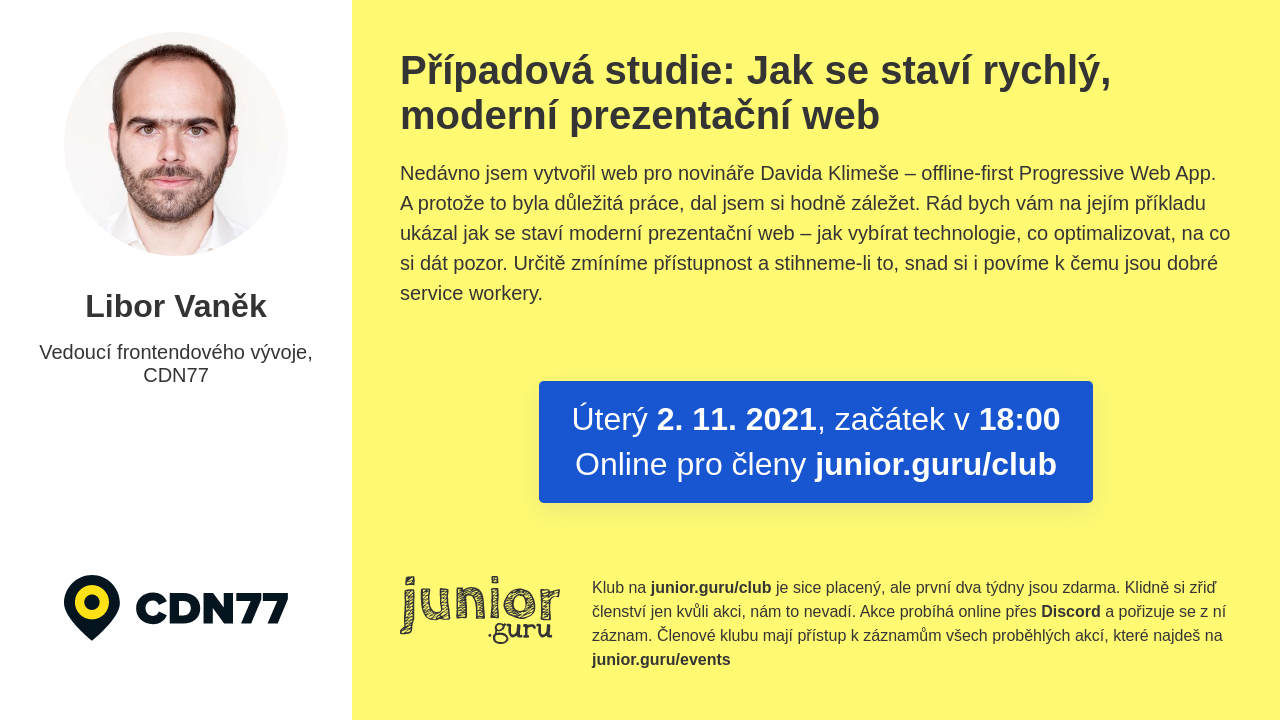 Libor Vaněk
Vedoucí frontendového vývoje,
CDN77
CDN77
Případová studie: Jak se staví rychlý,
moderní prezentační web
Nedávno jsem vytvořil web pro novináře Davida Klimeše – offline-first Progressive Web App.
A protože to byla důležitá práce, dal jsem si hodně záležet. Rád bych vám na jejím příkladu
ukázal jak se staví moderní prezentační web – jak vybírat technologie, co optimalizovat, na co
si dát pozor. Určitě zmíníme přístupnost a stihneme-li to, snad si i povíme k čemu jsou dobré
service workery.
Úterý 2. 11. 2021, začátek v 18:00
Online pro členy junior.guru/club
junior
.guru
Klub na junior.guru/club je sice placený, ale první dva týdny jsou zdarma. Klidně si zřiď
členství jen kvůli akci, nám to nevadí. Akce probíhá online přes Discord a pořizuje se z ní
záznam. Členové klubu mají přístup k záznamům všech proběhlých akcí, které najdeš na
junior.guru/events